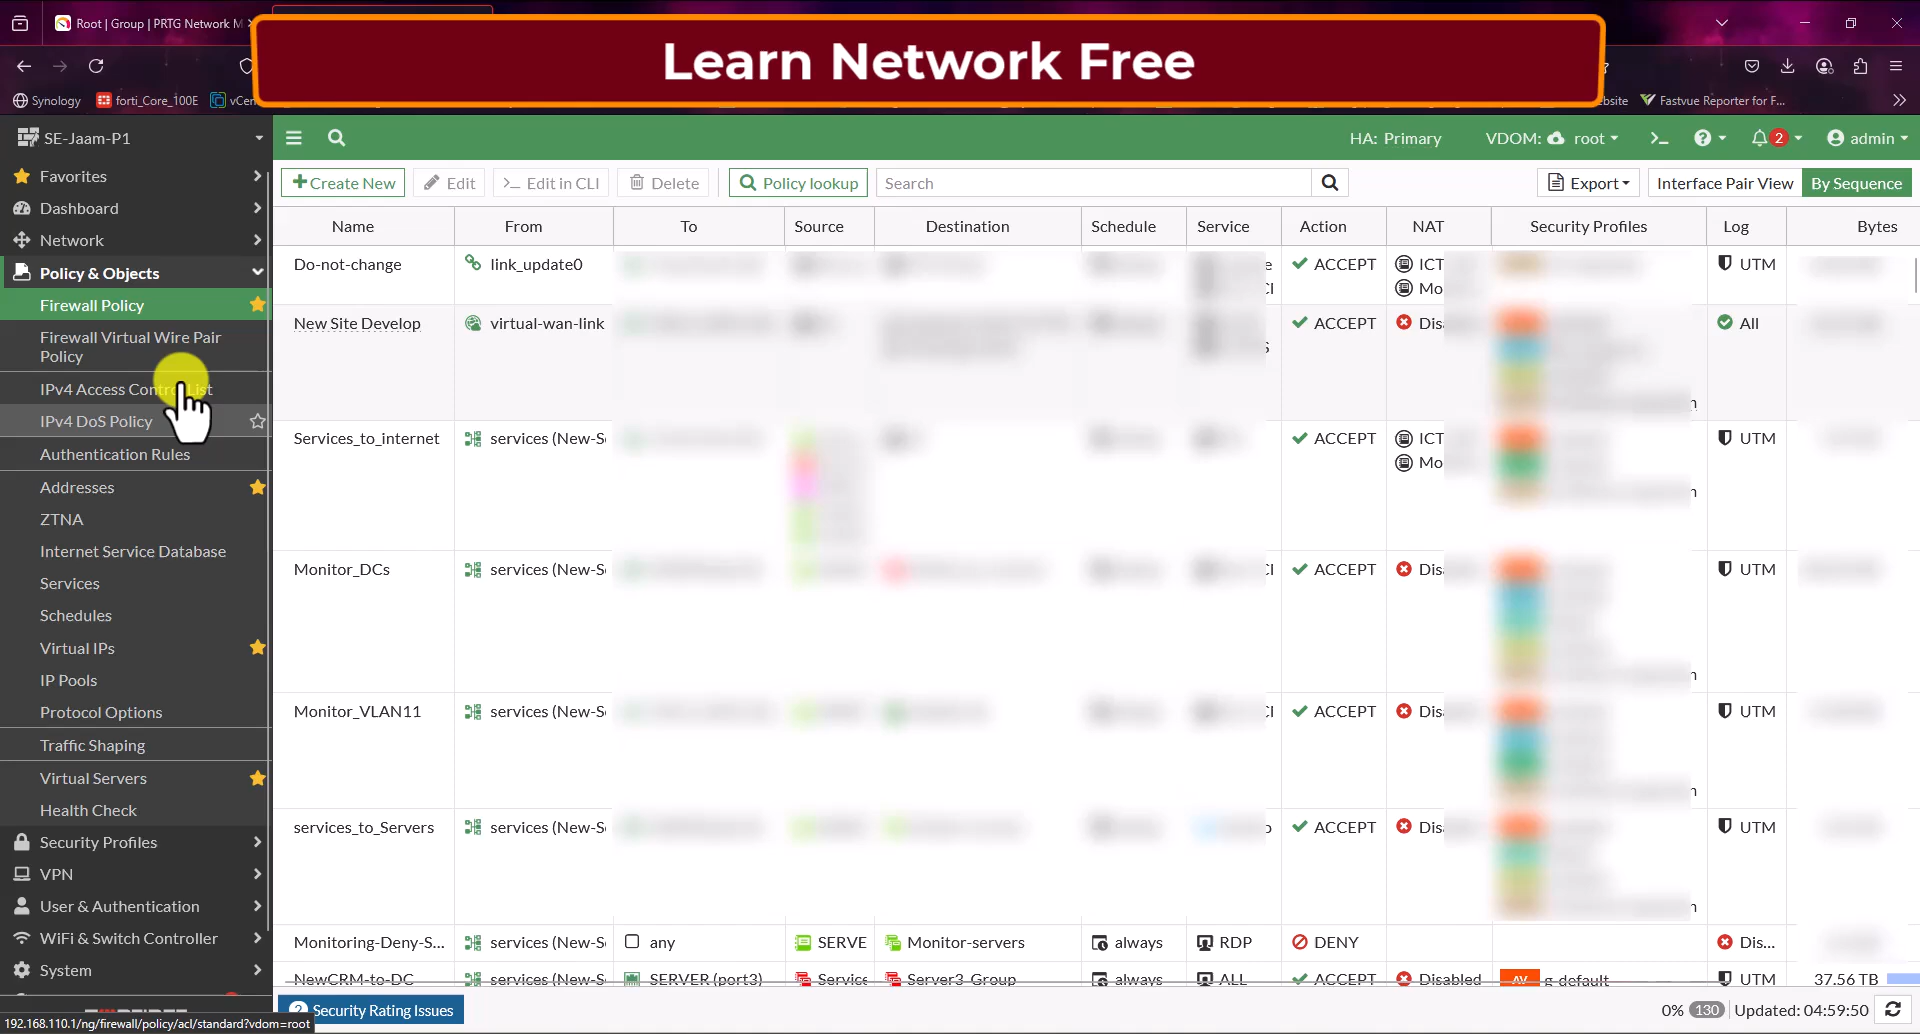 Root | Group | PRTG Network M
Learn Network Free
Synology forti_Core_100E vCen ebsite Fastvue Reporter for F...
SE-Jaam-P1 HA: Primary VDOM: root >_ 2 admin
Favorites
Dashboard
Network
Policy & Objects
Firewall Policy
Firewall Virtual Wire Pair
Policy
IPv4 Access Control List
IPv4 DoS Policy
Authentication Rules
Addresses
ZTNA
Internet Service Database
Services
Schedules
Virtual IPs
IP Pools
Protocol Options
Traffic Shaping
Virtual Servers
Health Check
Security Profiles
VPN
User & Authentication
WiFi & Switch Controller
System
192.168.110.1/ng/firewall/policy/acl/standard?vdom=root
+Create New Edit >_ Edit in CLI Delete Policy lookup Search Export Interface Pair View By Sequence
Name From To Source Destination Schedule Service Action NAT Security Profiles Log Bytes
Do-not-change link_update0 e ACCEPT ICT UTM
CI Mo
New Site Develop virtual-wan-link ACCEPT Dis All
S
n
Services_to_internet services (New-S ACCEPT ICT UTM
Mo
n
Monitor_DCs services (New-S CI ACCEPT Dis UTM
n
Monitor_VLAN11 services (New-S CI ACCEPT Dis UTM
n
services_to_Servers services (New-S o ACCEPT Dis UTM
n
Monitoring-Deny-S... services (New-S any SERVE Monitor-servers always RDP DENY Dis...
NewCRM-to-DC services (New-S SERVER (port3) Service Server3_Group always ALL ACCEPT Disabled AV g-default UTM 37.56 TB
2 Security Rating Issues 0% 130 Updated: 04:59:50